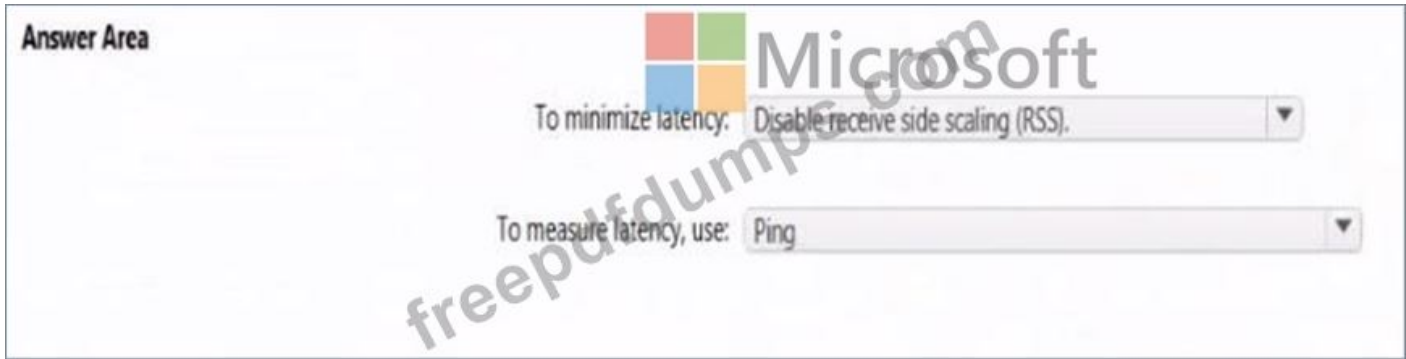 Answer Area
Microsoft
To minimize latency: Disable receive side scaling (RSS).
To measure latency, use: Ping
freepdfdumps.com